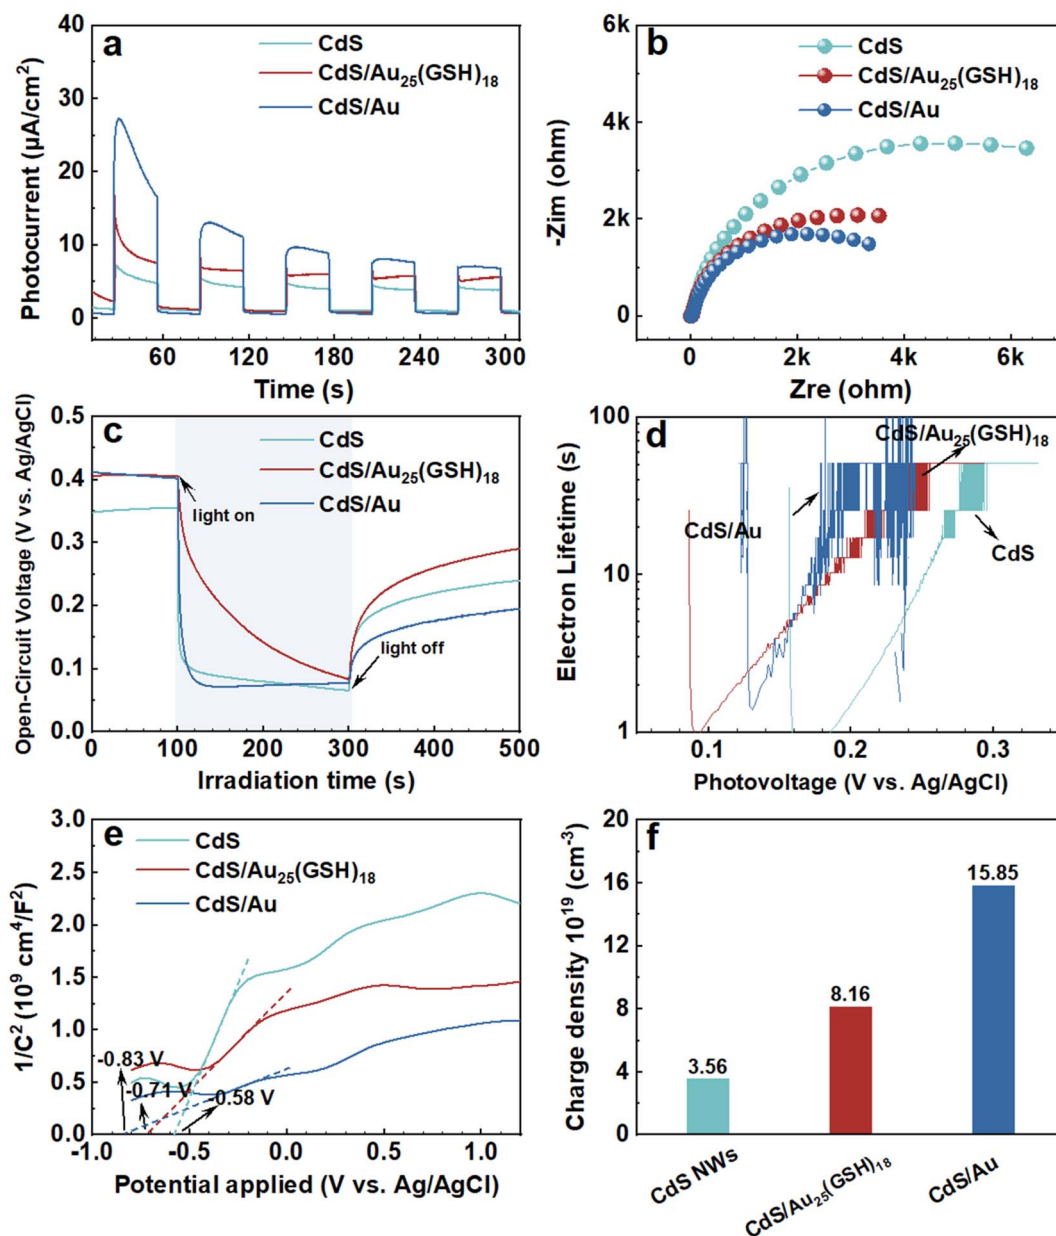 a
CdS
CdS/Au25(GSH)18
CdS/Au
40
30
20
10
0
Photocurrent (μA/cm2)
60 120 180 240 300
Time (s)
b
CdS
CdS/Au25(GSH)18
CdS/Au
6k
4k
2k
0
-Zim (ohm)
0 2k 4k 6k
Zre (ohm)
c
CdS
CdS/Au25(GSH)18
CdS/Au
light on
light off
0.5
0.4
0.3
0.2
0.1
0.0
Open-Circuit Voltage (V vs. Ag/AgCl)
0 100 200 300 400 500
Irradiation time (s)
d
CdS/Au25(GSH)18
CdS/Au
CdS
100
10
1
Electron Lifetime (s)
0.1 0.2 0.3
Photovoltage (V vs. Ag/AgCl)
e
CdS
CdS/Au25(GSH)18
CdS/Au
-0.83 V
-0.71 V
-0.58 V
3.0
2.5
2.0
1.5
1.0
0.5
0.0
1/C2 (109 cm4/F2)
-1.0 -0.5 0.0 0.5 1.0
Potential applied (V vs. Ag/AgCl)
f
20
16
12
8
4
0
Charge density 1019 (cm-3)
3.56
8.16
15.85
CdS NWs
CdS/Au25(GSH)18
CdS/Au